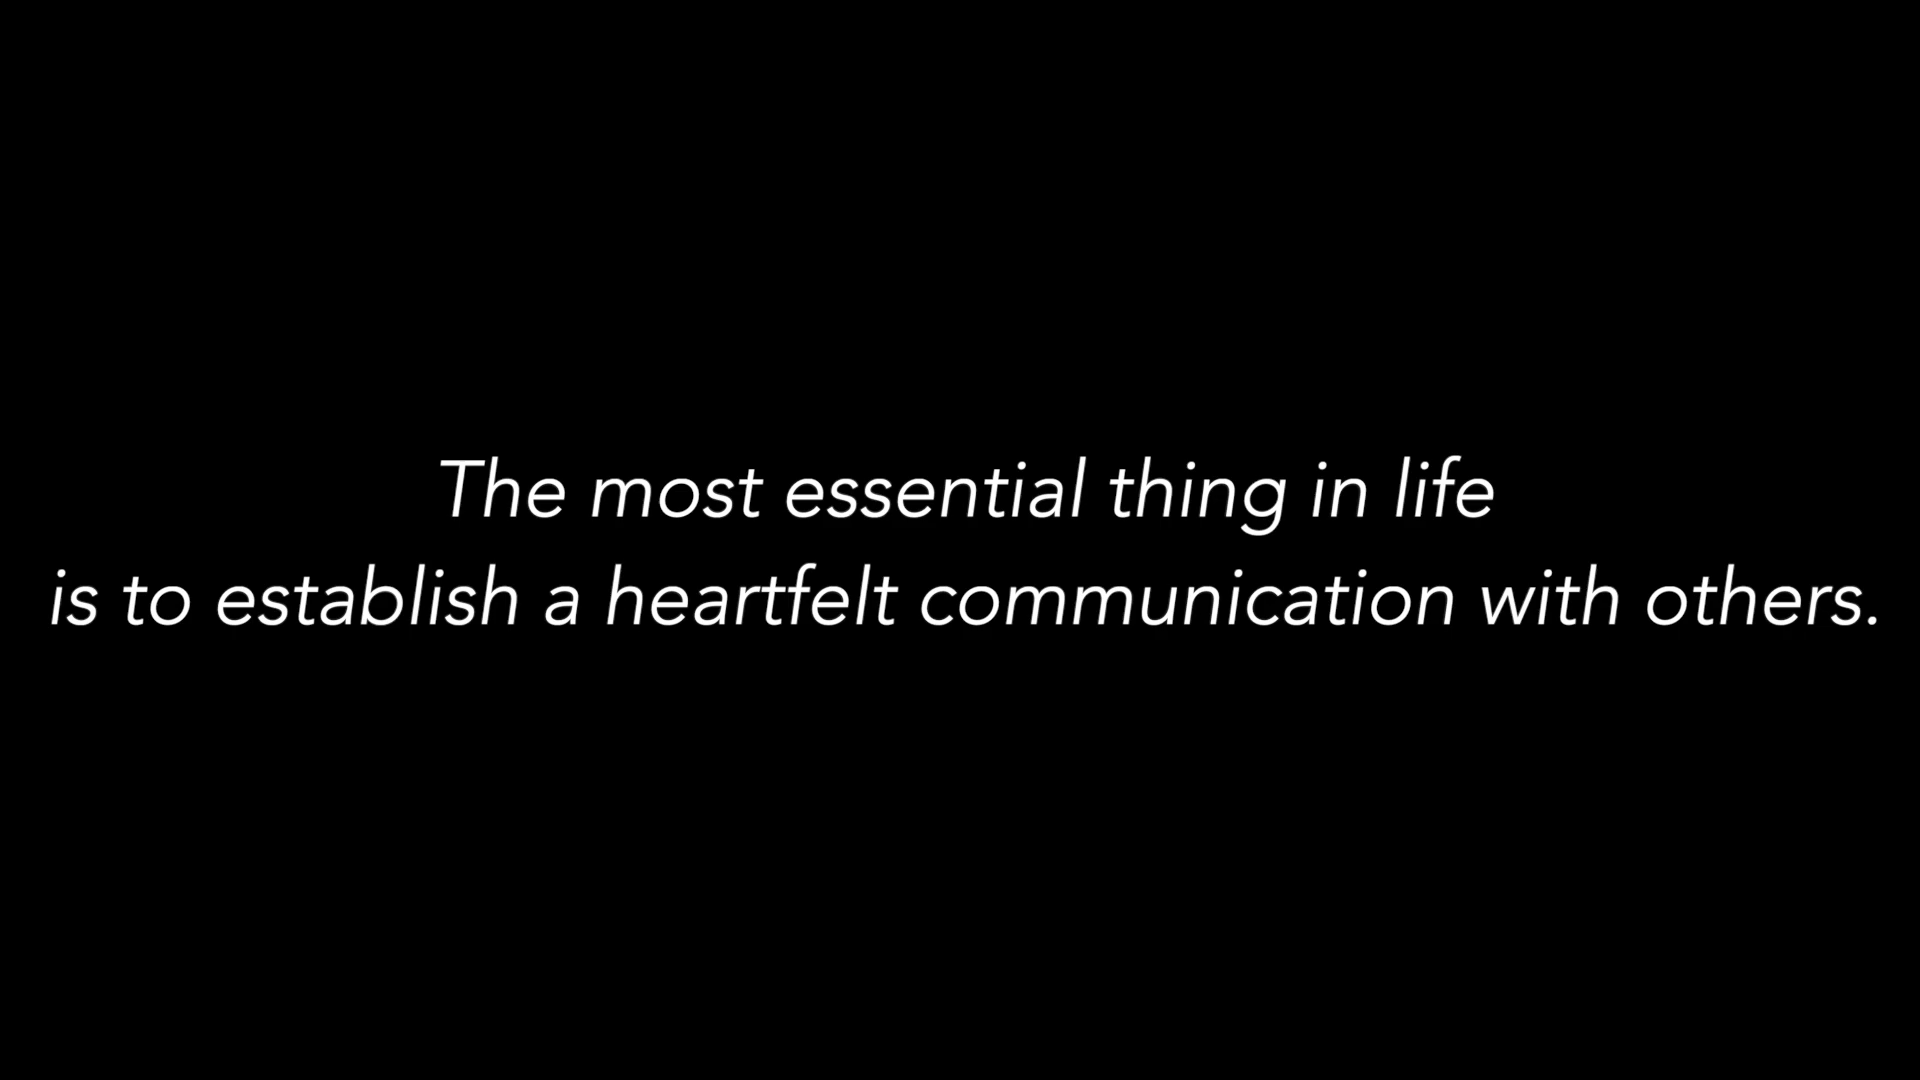 The most essential thing in life
is to establish a heartfelt communication with others.